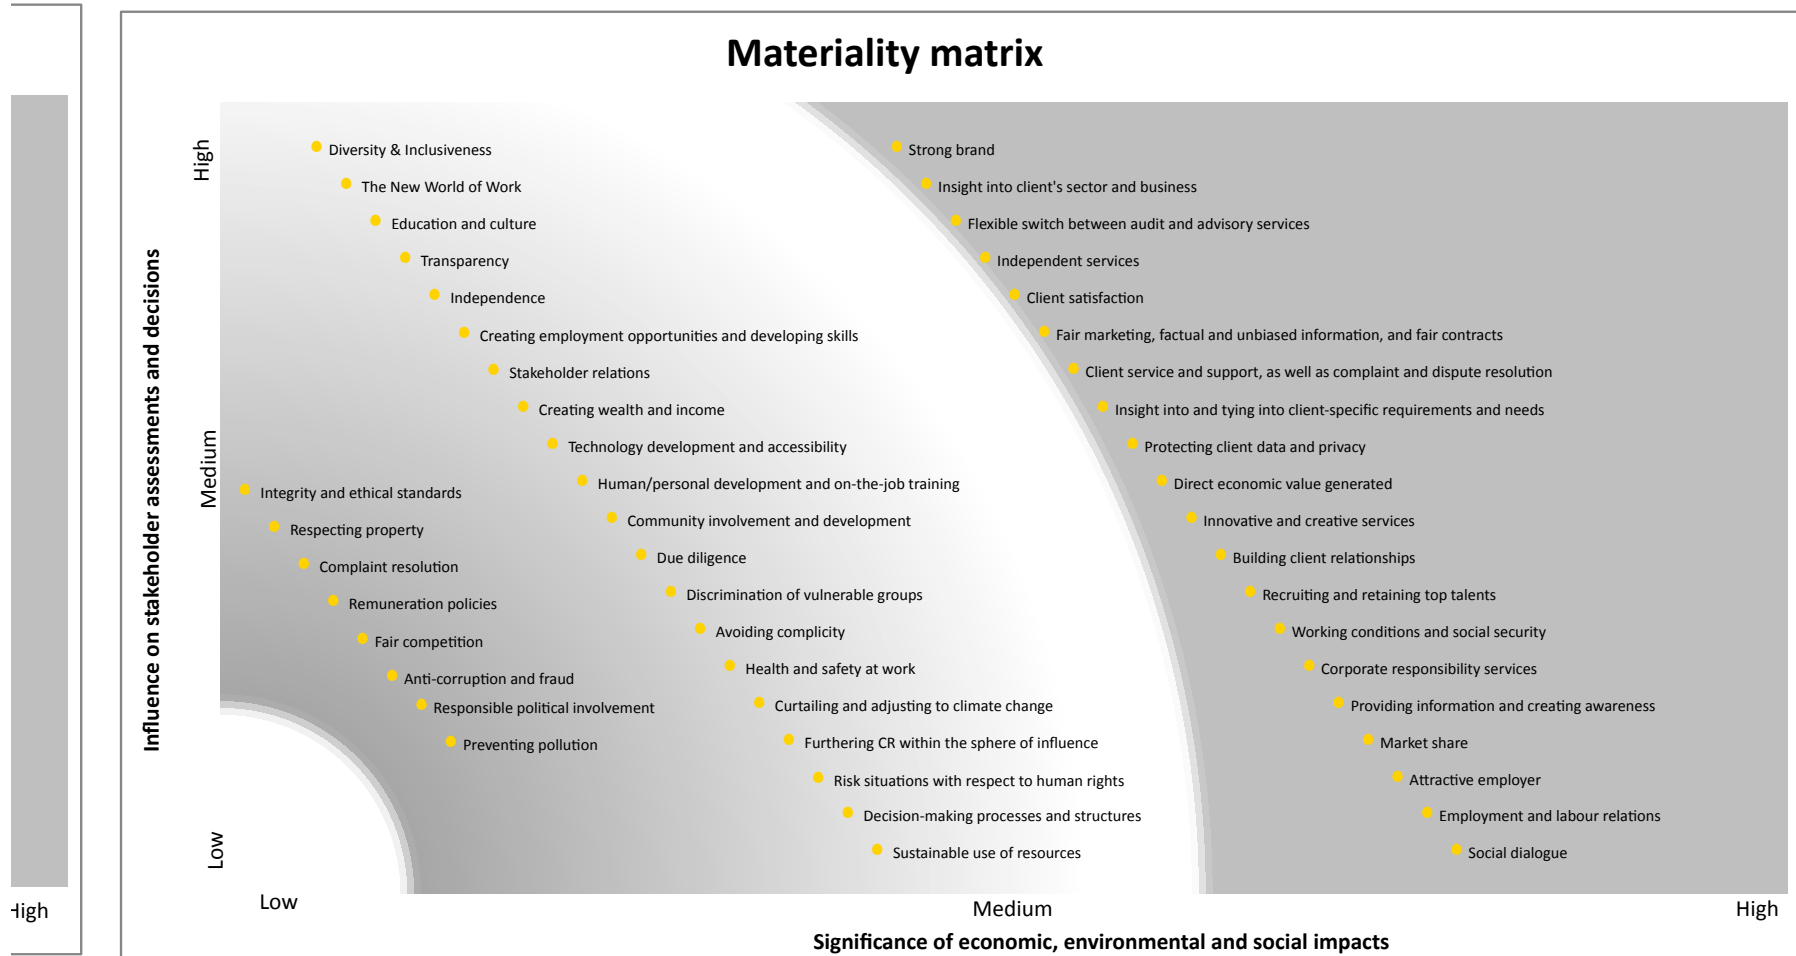 Materiality matrix
Influence on stakeholder assessments and decisions
High
Medium
Low
Diversity & Inclusiveness
The New World of Work
Education and culture
Transparency
Independence
Creating employment opportunities and developing skills
Stakeholder relations
Creating wealth and income
Technology development and accessibility
Human/personal development and on-the-job training
Community involvement and development
Due diligence
Discrimination of vulnerable groups
Avoiding complicity
Health and safety at work
Curtailing and adjusting to climate change
Furthering CR within the sphere of influence
Risk situations with respect to human rights
Decision-making processes and structures
Sustainable use of resources
Integrity and ethical standards
Respecting property
Complaint resolution
Remuneration policies
Fair competition
Anti-corruption and fraud
Responsible political involvement
Preventing pollution
Strong brand
Insight into client's sector and business
Flexible switch between audit and advisory services
Independent services
Client satisfaction
Fair marketing, factual and unbiased information, and fair contracts
Client service and support, as well as complaint and dispute resolution
Insight into and tying into client-specific requirements and needs
Protecting client data and privacy
Direct economic value generated
Innovative and creative services
Building client relationships
Recruiting and retaining top talents
Working conditions and social security
Corporate responsibility services
Providing information and creating awareness
Market share
Attractive employer
Employment and labour relations
Social dialogue
High
Low
Medium
High
Significance of economic, environmental and social impacts